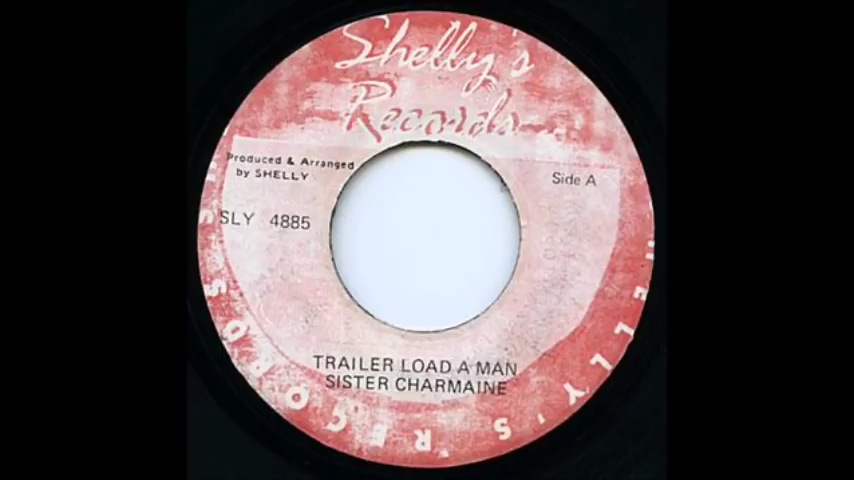 Shelly's
Records
Produced & Arranged
by SHELLY
Side A
SLY 4885
TRAILER LOAD A MAN
SISTER CHARMAINE
SHELLY'S RECORDS